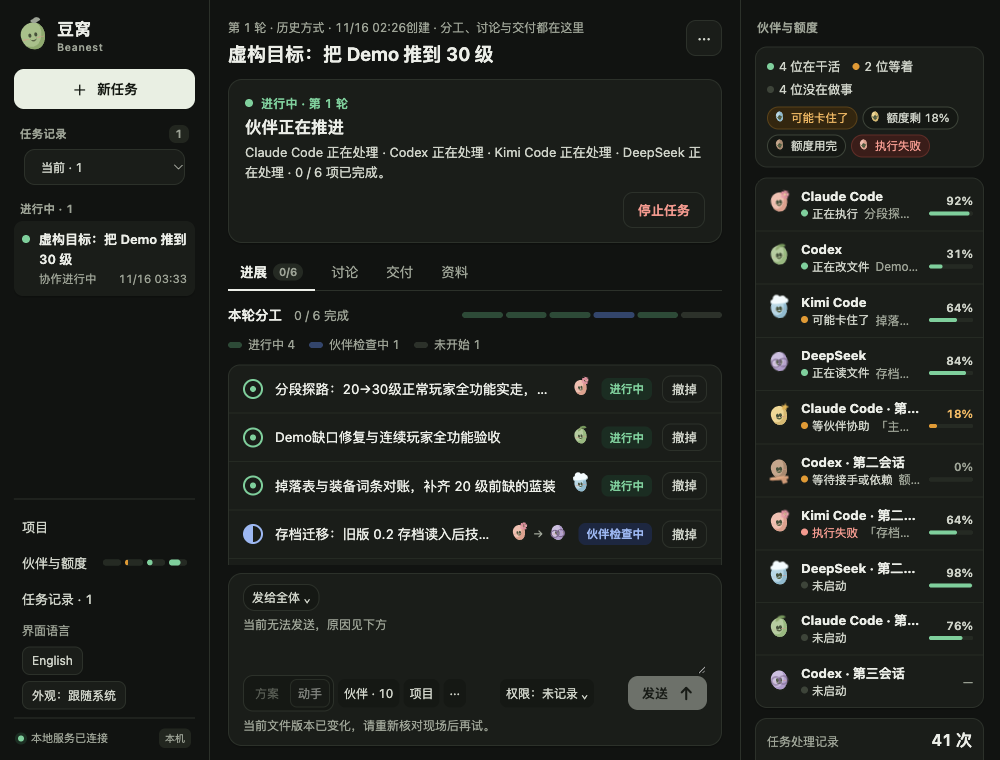 豆窝
Beanest
＋ 新任务
任务记录 1
当前 · 1
进行中 · 1
虚构目标：把 Demo 推到
30 级
协作进行中 11/16 03:33
项目
伙伴与额度
任务记录 · 1
界面语言
English
外观：跟随系统
本地服务已连接 本机
第 1 轮 · 历史方式 · 11/16 02:26创建 · 分工、讨论与交付都在这里
虚构目标：把 Demo 推到 30 级
···
进行中 · 第 1 轮
伙伴正在推进
Claude Code 正在处理 · Codex 正在处理 · Kimi Code 正在处理 · DeepSeek 正
在处理 · 0 / 6 项已完成。
停止任务
进展 0/6 讨论 交付 资料
本轮分工 0 / 6 完成
进行中 4 伙伴检查中 1 未开始 1
分段探路：20→30级正常玩家全功能实走，... 进行中 撤掉
Demo缺口修复与连续玩家全功能验收 进行中 撤掉
掉落表与装备词条对账，补齐 20 级前缺的蓝装 进行中 撤掉
存档迁移：旧版 0.2 存档读入后技... → 伙伴检查中 撤掉
发给全体
当前无法发送，原因见下方
方案 动手 伙伴 · 10 项目 ··· 权限：未记录 发送 ↑
当前文件版本已变化，请重新核对现场后再试。
伙伴与额度
4 位在干活 2 位等着
4 位没在做事
可能卡住了 额度剩 18%
额度用完 执行失败
Claude Code 92%
正在执行 分段探...
Codex 31%
正在改文件 Demo...
Kimi Code 64%
可能卡住了 掉落...
DeepSeek 84%
正在读文件 存档...
Claude Code · 第... 18%
等伙伴协助 「主...
Codex · 第二会话 0%
等待接手或依赖 额...
Kimi Code · 第二... 64%
执行失败 「存档...
DeepSeek · 第二... 98%
未启动
Claude Code · 第... 76%
未启动
Codex · 第三会话 —
未启动
任务处理记录 41 次